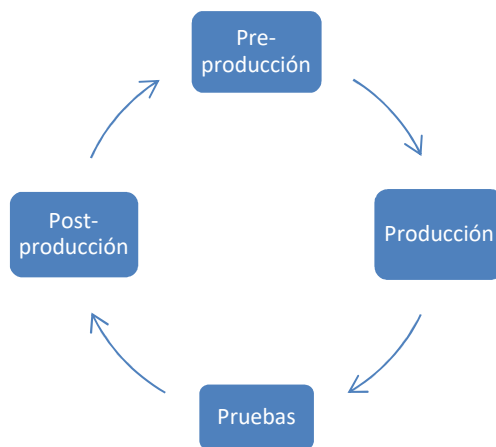 Pre-
producción
Producción
Pruebas
Post-
producción